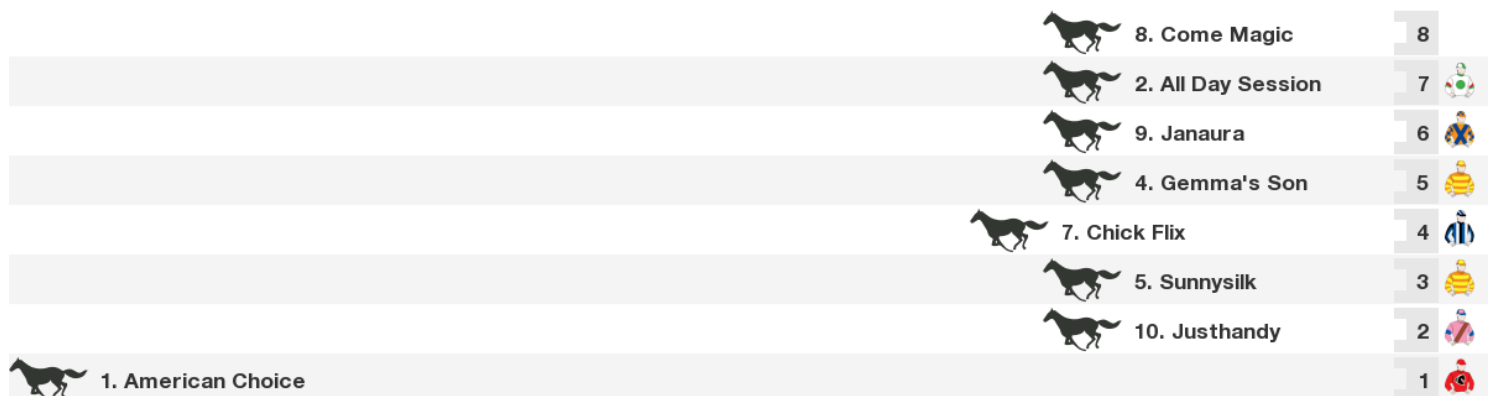 8. Come Magic 8
2. All Day Session 7
9. Janaura 6
4. Gemma's Son 5
7. Chick Flix 4
5. Sunnysilk 3
10. Justhandy 2
1. American Choice 1